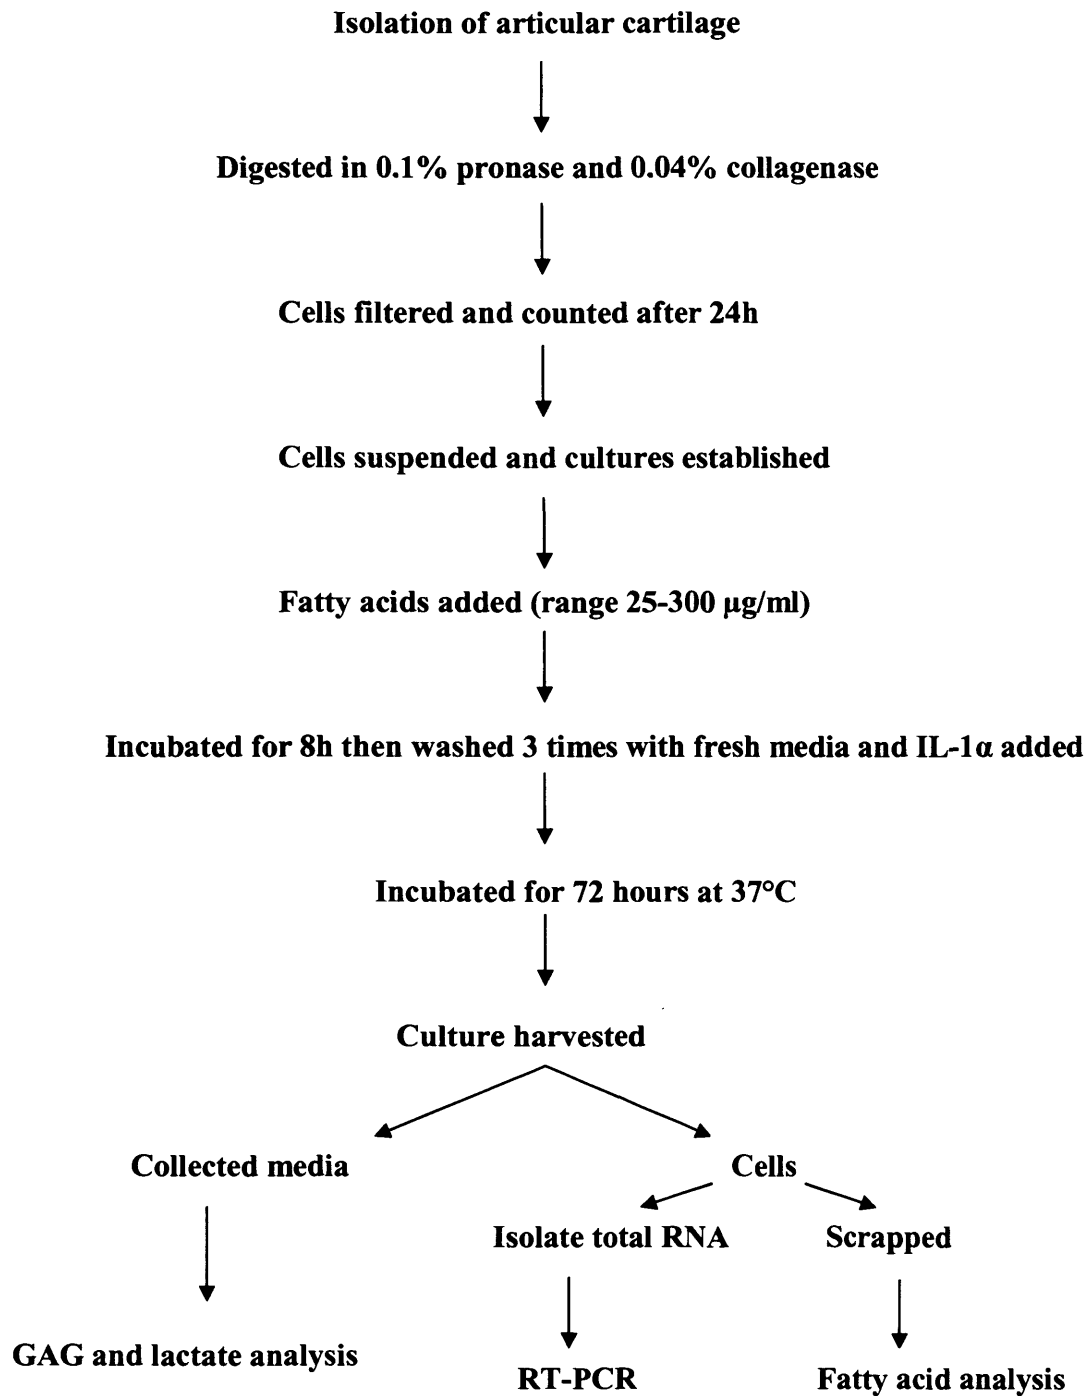 Isolation of articular cartilage
Digested in 0.1% pronase and 0.04% collagenase
Cells filtered and counted after 24h
Cells suspended and cultures established
Fatty acids added (range 25-300 µg/ml)
Incubated for 8h then washed 3 times with fresh media and IL-1α added
Incubated for 72 hours at 37°C
Culture harvested
Collected media
Cells
Isolate total RNA
Scrapped
GAG and lactate analysis
RT-PCR
Fatty acid analysis